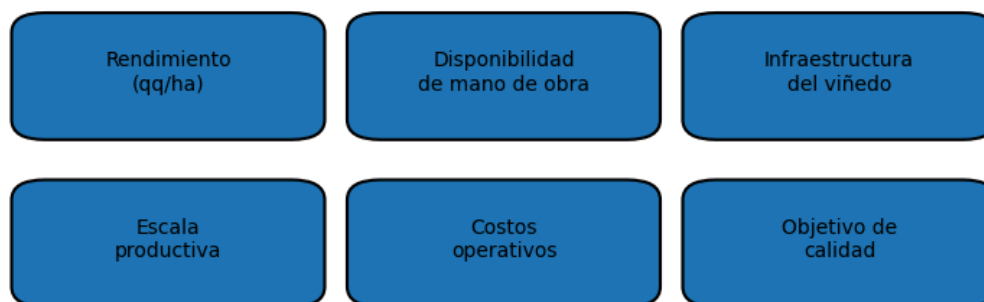 Rendimiento
(qq/ha)
Disponibilidad
de mano de obra
Infraestructura
del viñedo
Escala
productiva
Costos
operativos
Objetivo de
calidad